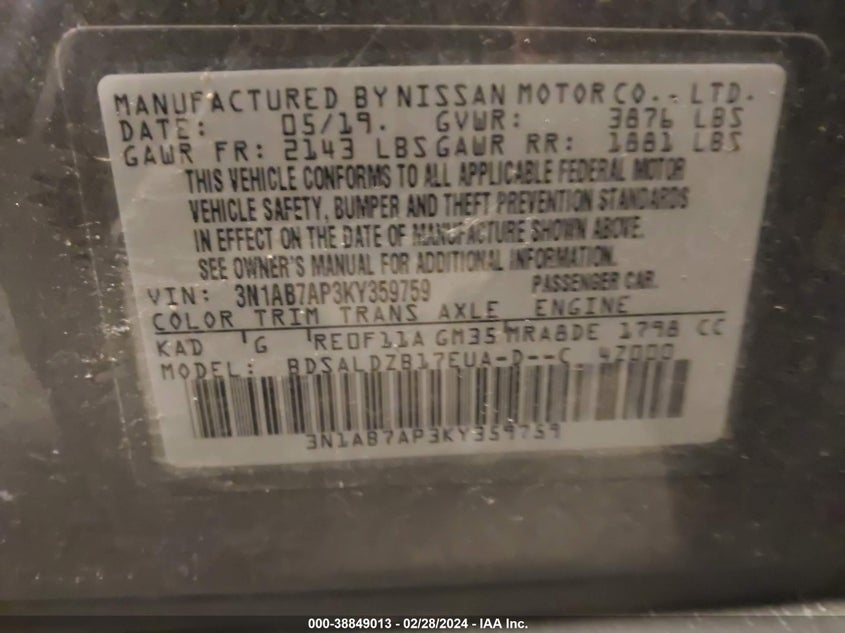 MANUFACTURED BY NISSAN MOTOR CO., LTD.
DATE: 05/19. GVWR: 3876 LBS
GAWR FR: 2143 LBS GAWR RR: 1881 LBS
THIS VEHICLE CONFORMS TO ALL APPLICABLE FEDERAL MOTOR
VEHICLE SAFETY, BUMPER AND THEFT PREVENTION STANDARDS
IN EFFECT ON THE DATE OF MANUFACTURE SHOWN ABOVE.
SEE OWNER'S MANUAL FOR ADDITIONAL INFORMATION.
VIN: 3N1AB7AP3KY359759 PASSENGER CAR.
COLOR TRIM TRANS AXLE ENGINE
KAD G RE0F11A GM35 MRA8DE 1798 CC
MODEL: BDSALDZB17EUA-D--C 4Z000
3N1AB7AP3KY359759
000-38849013 - 02/28/2024 - IAA Inc.